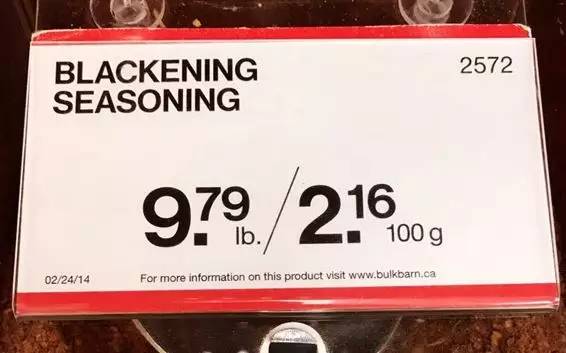 BLACKENING 2572
SEASONING
9.79 lb. / 2.16 100 g
02/24/14 For more information on this product visit www.bulkbarn.ca